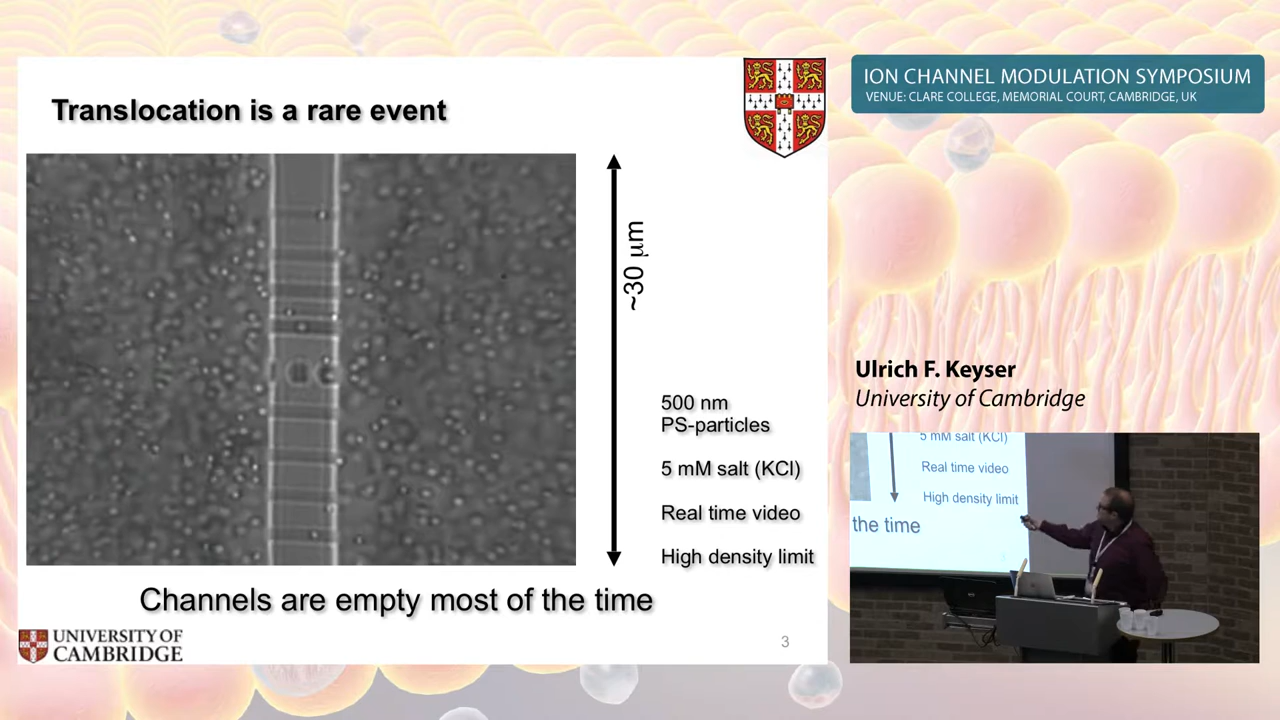 Translocation is a rare event
~30 μm
500 nm
PS-particles
5 mM salt (KCl)
Real time video
High density limit
Channels are empty most of the time
UNIVERSITY OF
CAMBRIDGE
3
ION CHANNEL MODULATION SYMPOSIUM
VENUE: CLARE COLLEGE, MEMORIAL COURT, CAMBRIDGE, UK
Ulrich F. Keyser
University of Cambridge
5 mM salt (KCl)
Real time video
High density limit
the time